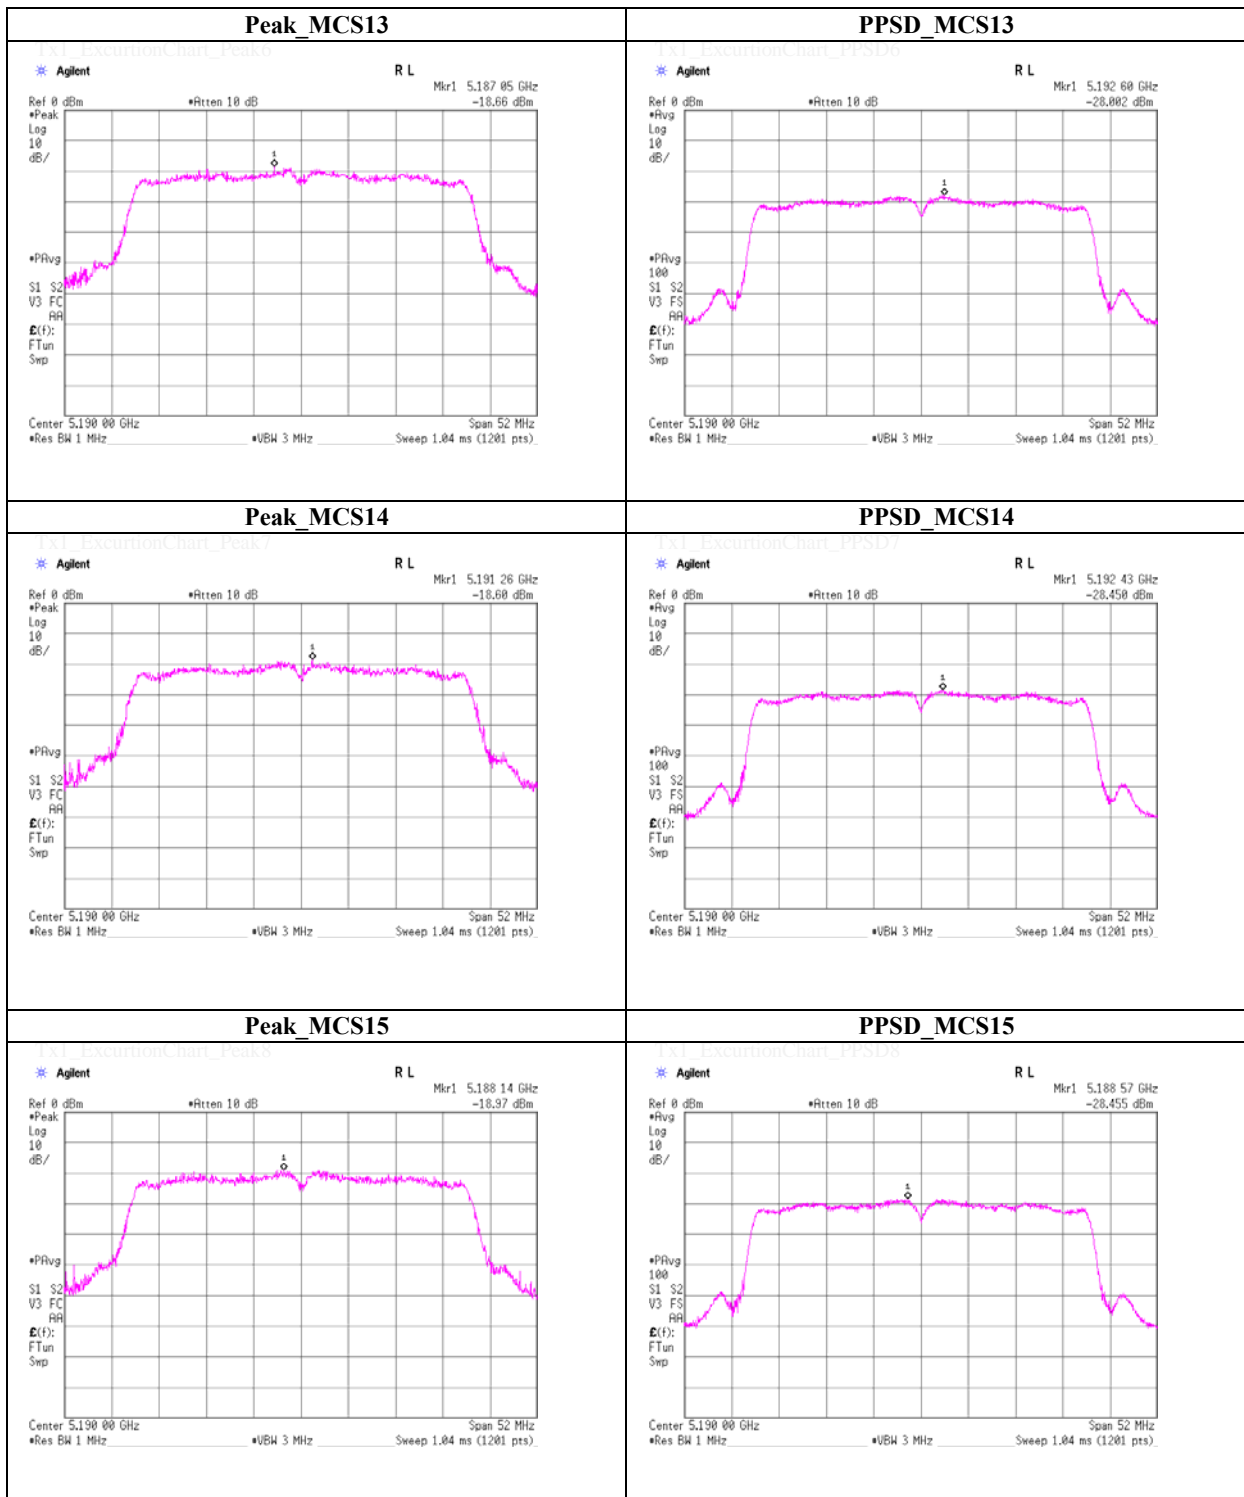 Peak_MCS13
PPSD_MCS13
Tx1_ExcurtionChart_Peak6
Agilent
R L
Mkr1 5.187 05 GHz
Ref 0 dBm
*Atten 10 dB
-18.66 dBm
*Peak
Log
10
dB/
1
*PAvg
S1 S2
V3 FC
AA
£(f):
FTun
Swp
Center 5.190 00 GHz
Span 52 MHz
*Res BW 1 MHz
*VBW 3 MHz
Sweep 1.04 ms (1201 pts)
Tx1_ExcurtionChart_PPSD6
Agilent
R L
Mkr1 5.192 60 GHz
Ref 0 dBm
*Atten 10 dB
-28.002 dBm
*Avg
Log
10
dB/
1
*PAvg
100
S1 S2
V3 FS
AA
£(f):
FTun
Swp
Center 5.190 00 GHz
Span 52 MHz
*Res BW 1 MHz
*VBW 3 MHz
Sweep 1.04 ms (1201 pts)
Peak_MCS14
PPSD_MCS14
Tx1_ExcurtionChart_Peak7
Agilent
R L
Mkr1 5.191 26 GHz
Ref 0 dBm
*Atten 10 dB
-18.60 dBm
*Peak
Log
10
dB/
1
*PAvg
S1 S2
V3 FC
AA
£(f):
FTun
Swp
Center 5.190 00 GHz
Span 52 MHz
*Res BW 1 MHz
*VBW 3 MHz
Sweep 1.04 ms (1201 pts)
Tx1_ExcurtionChart_PPSD7
Agilent
R L
Mkr1 5.192 43 GHz
Ref 0 dBm
*Atten 10 dB
-28.450 dBm
*Avg
Log
10
dB/
1
*PAvg
100
S1 S2
V3 FS
AA
£(f):
FTun
Swp
Center 5.190 00 GHz
Span 52 MHz
*Res BW 1 MHz
*VBW 3 MHz
Sweep 1.04 ms (1201 pts)
Peak_MCS15
PPSD_MCS15
Tx1_ExcurtionChart_Peak8
Agilent
R L
Mkr1 5.188 14 GHz
Ref 0 dBm
*Atten 10 dB
-18.97 dBm
*Peak
Log
10
dB/
1
*PAvg
S1 S2
V3 FC
AA
£(f):
FTun
Swp
Center 5.190 00 GHz
Span 52 MHz
*Res BW 1 MHz
*VBW 3 MHz
Sweep 1.04 ms (1201 pts)
Tx1_ExcurtionChart_PPSD8
Agilent
R L
Mkr1 5.188 57 GHz
Ref 0 dBm
*Atten 10 dB
-28.455 dBm
*Avg
Log
10
dB/
1
*PAvg
100
S1 S2
V3 FS
AA
£(f):
FTun
Swp
Center 5.190 00 GHz
Span 52 MHz
*Res BW 1 MHz
*VBW 3 MHz
Sweep 1.04 ms (1201 pts)